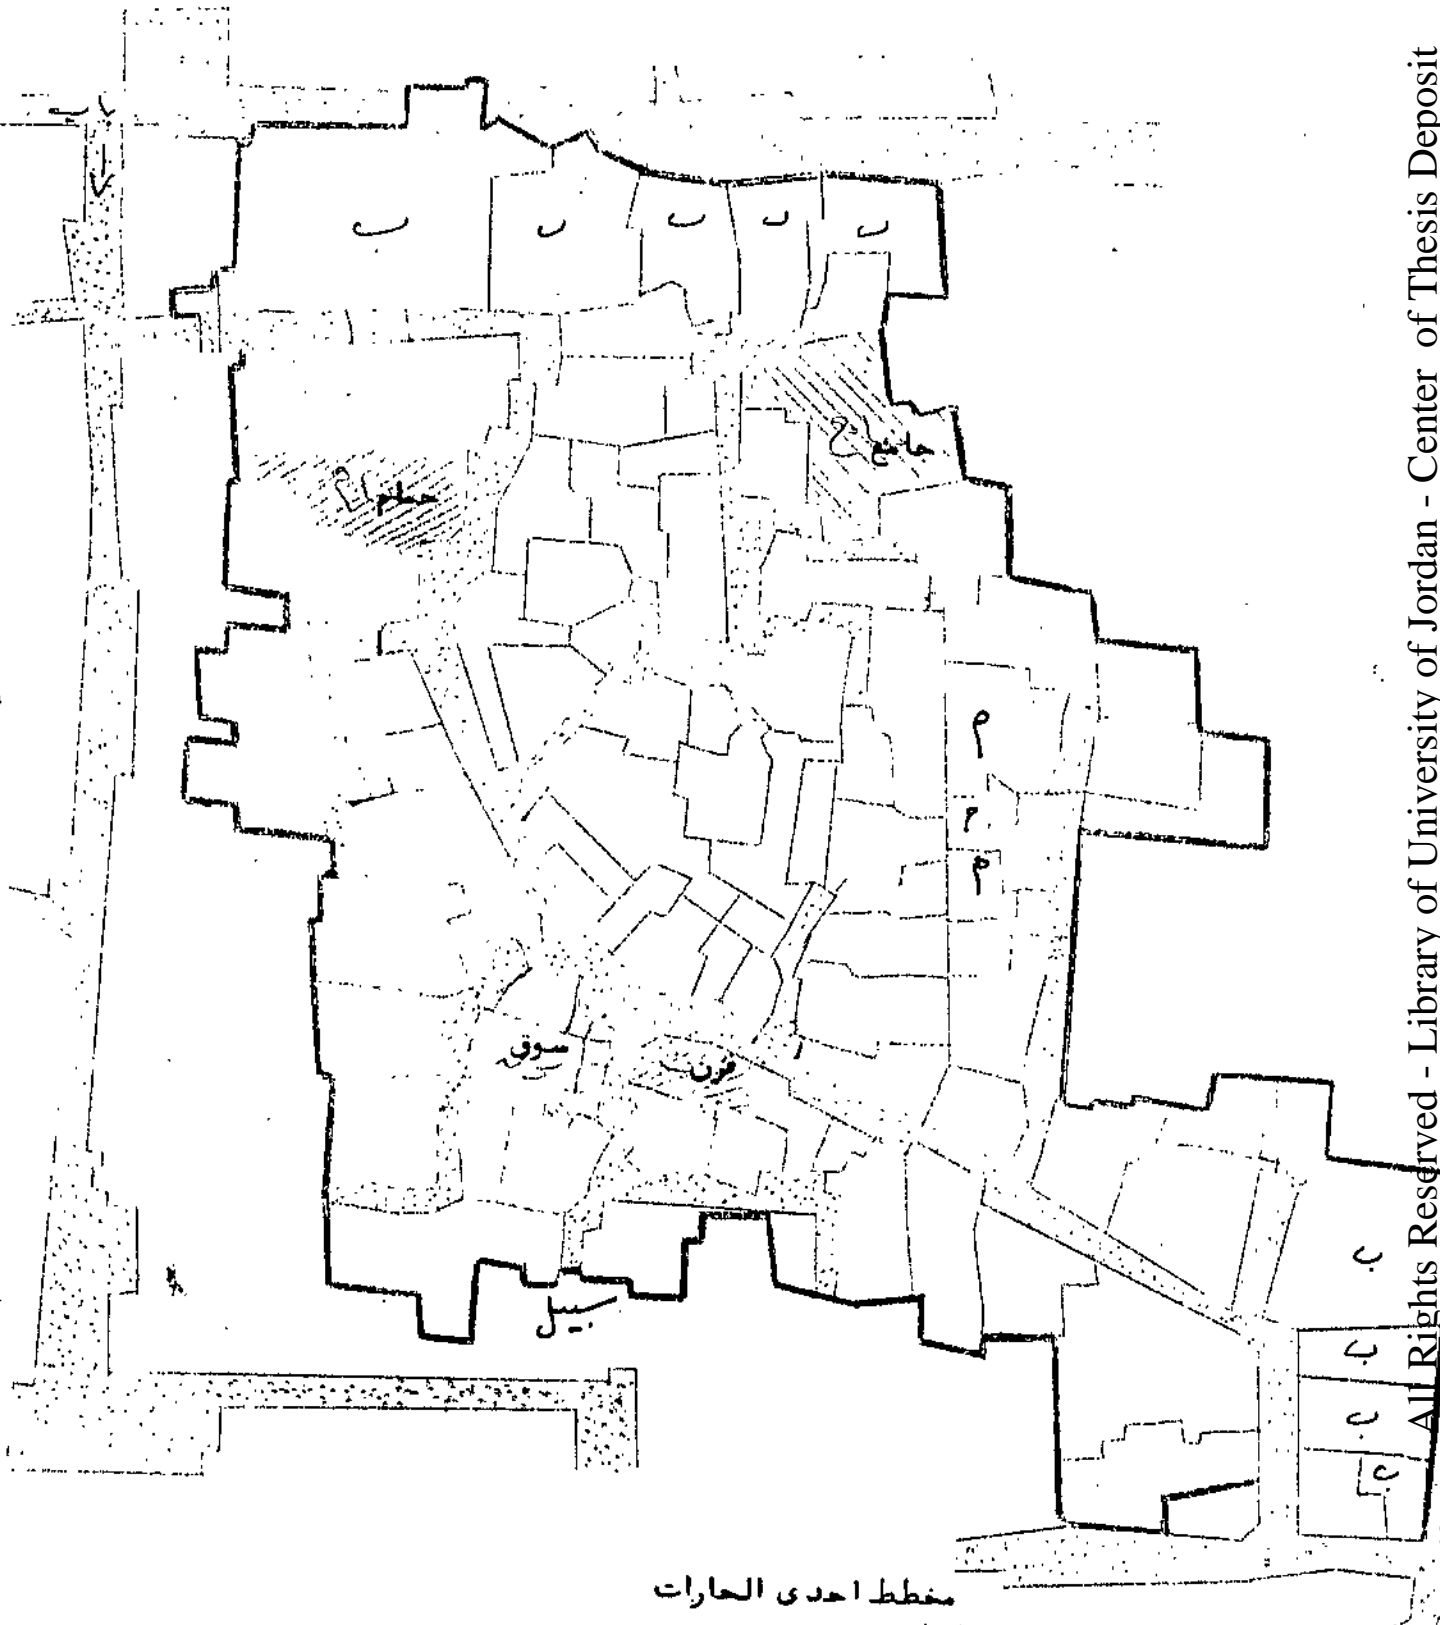 باب
ب
ب
ب
ب
ب
جامع
حمام
م
م
م
سوق
فرن
سبيل
ب
ب
ب
ب
مخطط احدى الحارات
All Rights Reserved - Library of University of Jordan - Center of Thesis Deposit